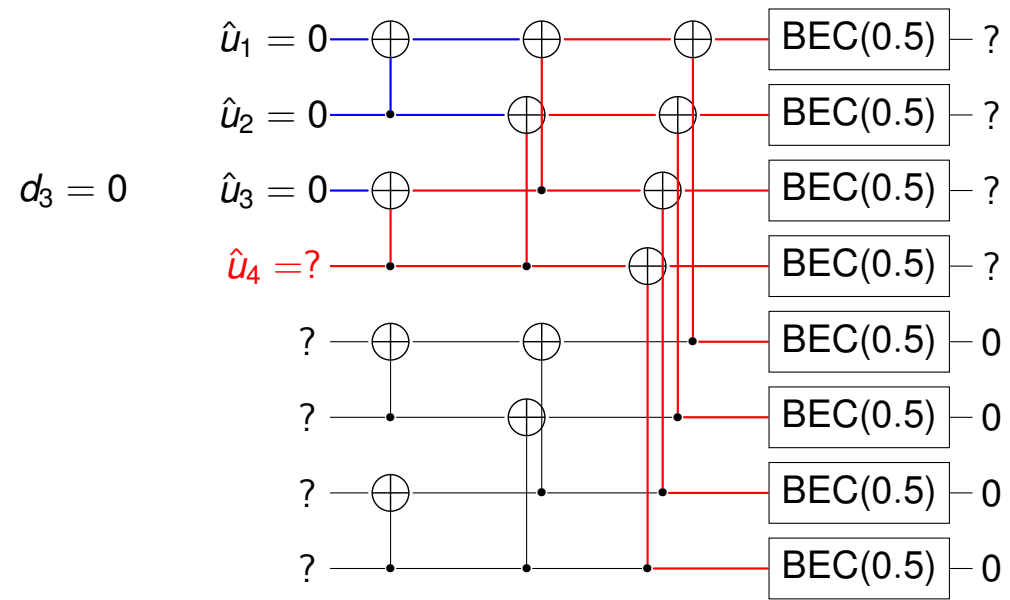 û₁ = 0 BEC(0.5) ?
û₂ = 0 BEC(0.5) ?
d₃ = 0 û₃ = 0 BEC(0.5) ?
û₄ =? BEC(0.5) ?
? BEC(0.5) 0
? BEC(0.5) 0
? BEC(0.5) 0
? BEC(0.5) 0